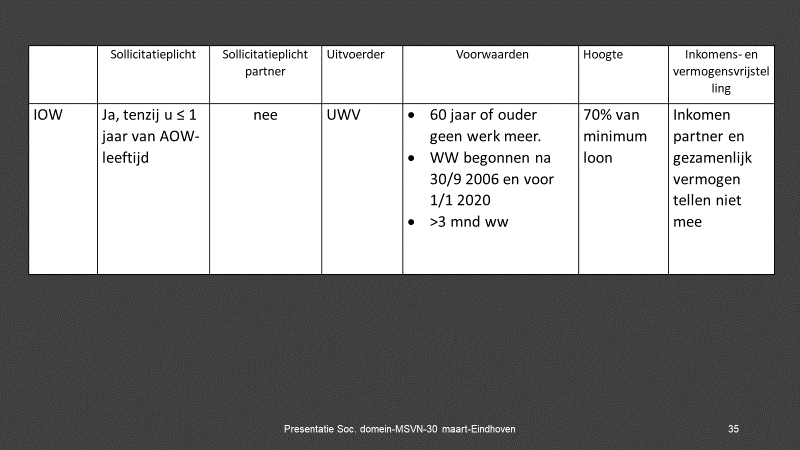 Sollicitatieplicht
Sollicitatieplicht
partner
Uitvoerder
Voorwaarden
Hoogte
Inkomens- en
vermogensvrijstel
ling
IOW
Ja, tenzij u ≤ 1
jaar van AOW-
leeftijd
nee
UWV
• 60 jaar of ouder
geen werk meer.
• WW begonnen na
30/9 2006 en voor
1/1 2020
• >3 mnd ww
70% van
minimum
loon
Inkomen
partner en
gezamenlijk
vermogen
tellen niet
mee
Presentatie Soc. domein-MSVN-30 maart-Eindhoven
35